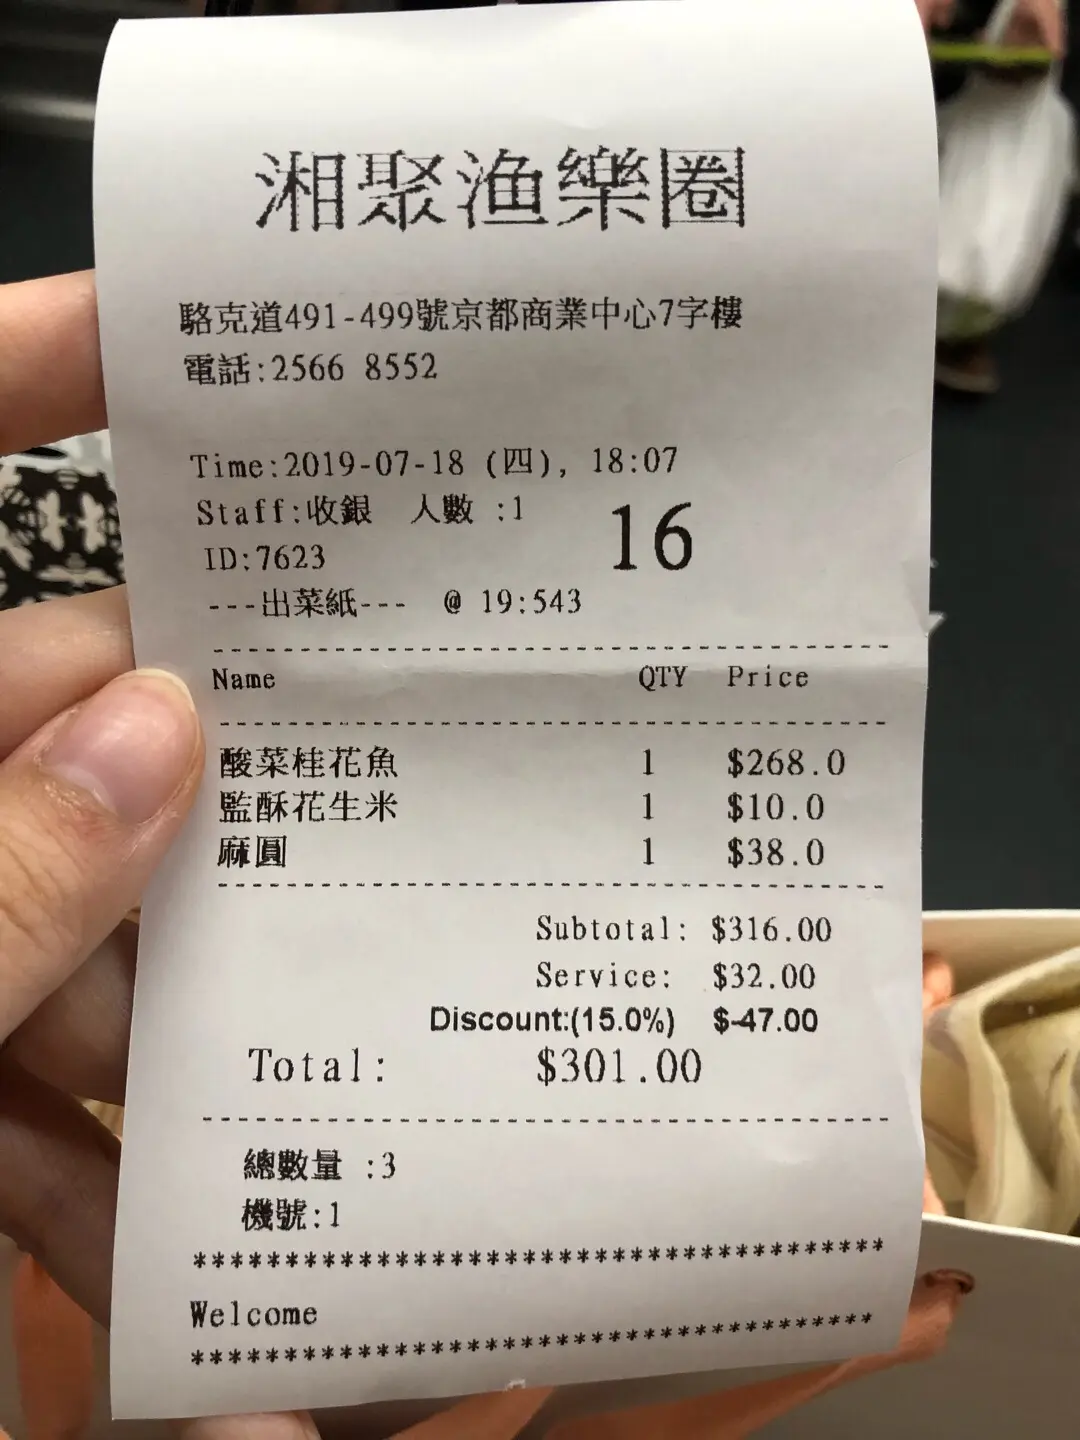 湘聚渔樂圈
駱克道491-499號京都商業中心7字樓
電話:2566 8552
Time:2019-07-18 (四), 18:07
Staff:收銀 人數 :1
16
ID:7623
---出菜紙--- @ 19:543
Name QTY Price
酸菜桂花魚 1 $268.0
監酥花生米 1 $10.0
麻圓 1 $38.0
Subtotal: $316.00
Service: $32.00
Discount:(15.0%) $-47.00
Total: $301.00
總數量 :3
機號:1
**************************************
Welcome
**************************************